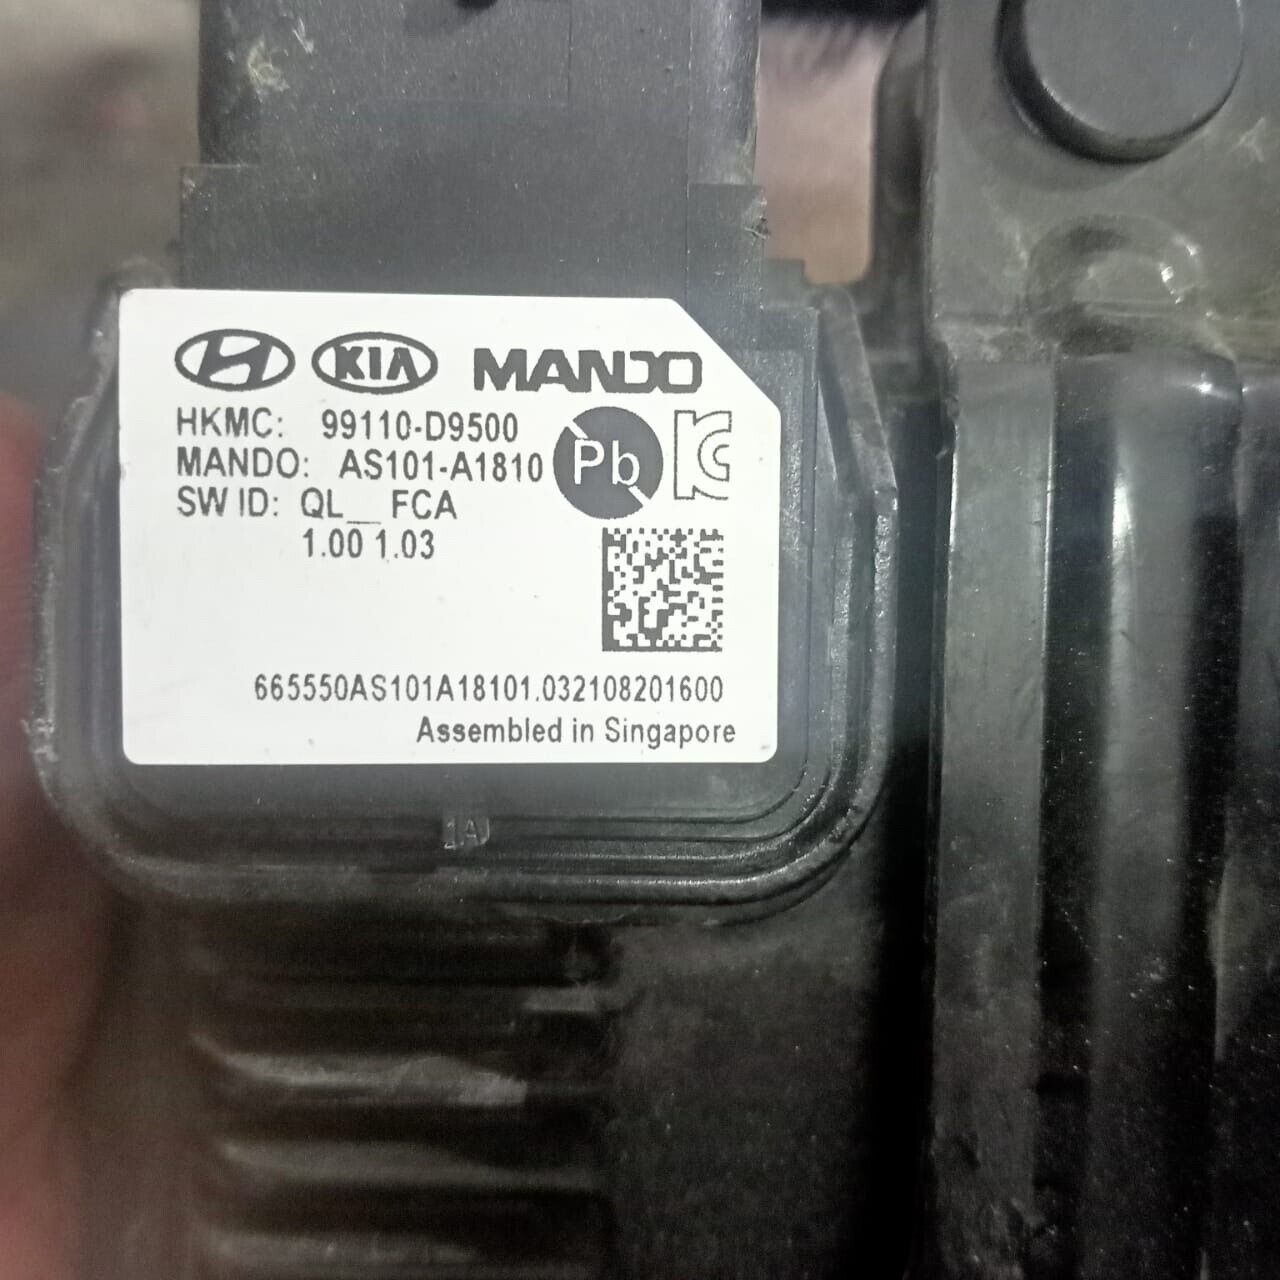 KIA MANDO
HKMC: 99110-D9500
MANDO: AS101-A1810
Pb
SW ID: QL__FCA
1.00 1.03
665550AS101A18101.032108201600
Assembled in Singapore
1A